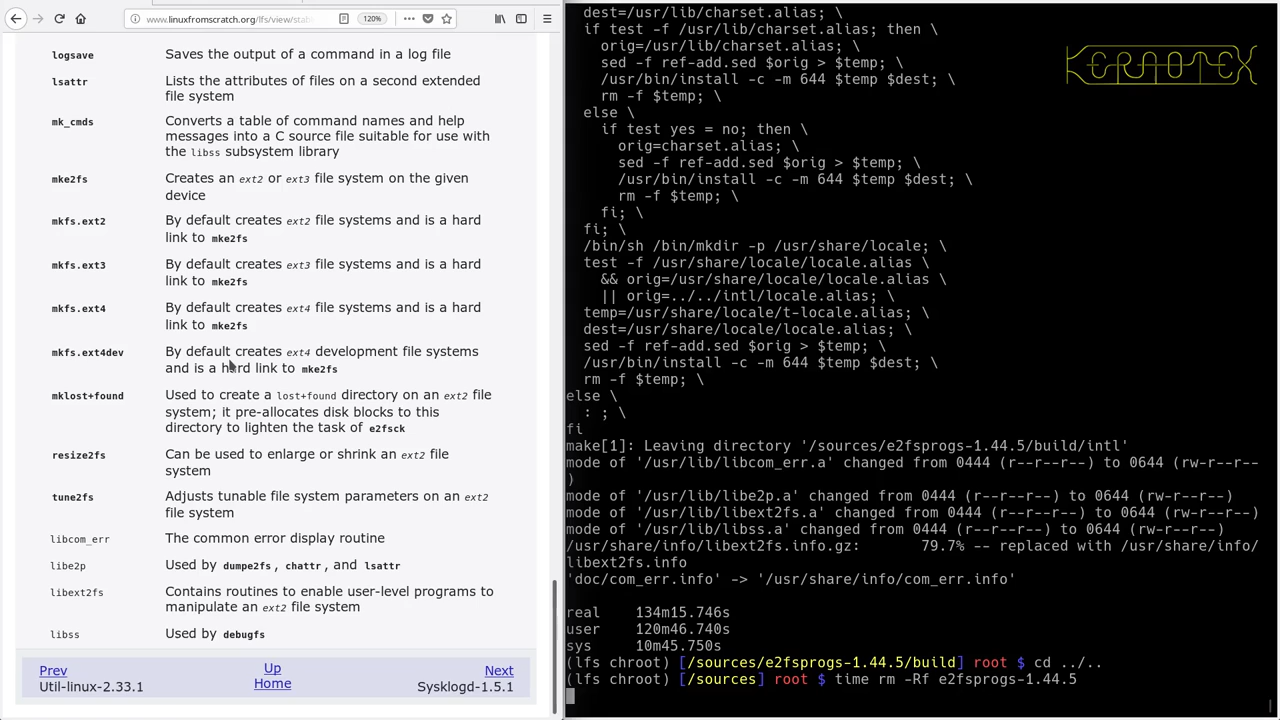 www.linuxfromscratch.org/lfs/view/stab
120%
logsave Saves the output of a command in a log file
lsattr Lists the attributes of files on a second extended
file system
mk_cmds Converts a table of command names and help
messages into a C source file suitable for use with
the libss subsystem library
mke2fs Creates an ext2 or ext3 file system on the given
device
mkfs.ext2 By default creates ext2 file systems and is a hard
link to mke2fs
mkfs.ext3 By default creates ext3 file systems and is a hard
link to mke2fs
mkfs.ext4 By default creates ext4 file systems and is a hard
link to mke2fs
mkfs.ext4dev By default creates ext4 development file systems
and is a hard link to mke2fs
mklost+found Used to create a lost+found directory on an ext2 file
system; it pre-allocates disk blocks to this
directory to lighten the task of e2fsck
resize2fs Can be used to enlarge or shrink an ext2 file
system
tune2fs Adjusts tunable file system parameters on an ext2
file system
libcom_err The common error display routine
libe2p Used by dumpe2fs, chattr, and lsattr
libext2fs Contains routines to enable user-level programs to
manipulate an ext2 file system
libss Used by debugfs
Prev Up Next
Util-linux-2.33.1 Home Sysklogd-1.5.1
dest=/usr/lib/charset.alias; \
if test -f /usr/lib/charset.alias; then \
orig=/usr/lib/charset.alias; \
sed -f ref-add.sed $orig > $temp; \
/usr/bin/install -c -m 644 $temp $dest; \
rm -f $temp; \
else \
if test yes = no; then \
orig=charset.alias; \
sed -f ref-add.sed $orig > $temp; \
/usr/bin/install -c -m 644 $temp $dest; \
rm -f $temp; \
fi; \
fi; \
/bin/sh /bin/mkdir -p /usr/share/locale; \
test -f /usr/share/locale/locale.alias \
&& orig=/usr/share/locale/locale.alias \
|| orig=../../intl/locale.alias; \
temp=/usr/share/locale/t-locale.alias; \
dest=/usr/share/locale/locale.alias; \
sed -f ref-add.sed $orig > $temp; \
/usr/bin/install -c -m 644 $temp $dest; \
rm -f $temp; \
else \
: ; \
fi
make[1]: Leaving directory '/sources/e2fsprogs-1.44.5/build/intl'
mode of '/usr/lib/libcom_err.a' changed from 0444 (r--r--r--) to 0644 (rw-r--r--
)
mode of '/usr/lib/libe2p.a' changed from 0444 (r--r--r--) to 0644 (rw-r--r--)
mode of '/usr/lib/libext2fs.a' changed from 0444 (r--r--r--) to 0644 (rw-r--r--)
mode of '/usr/lib/libss.a' changed from 0444 (r--r--r--) to 0644 (rw-r--r--)
/usr/share/info/libext2fs.info.gz: 79.7% -- replaced with /usr/share/info/
libext2fs.info
'doc/com_err.info' -> '/usr/share/info/com_err.info'
real 134m15.746s
user 120m46.740s
sys 10m45.750s
(lfs chroot) [/sources/e2fsprogs-1.44.5/build] root $ cd ../..
(lfs chroot) [/sources] root $ time rm -Rf e2fsprogs-1.44.5
KERAOTEX